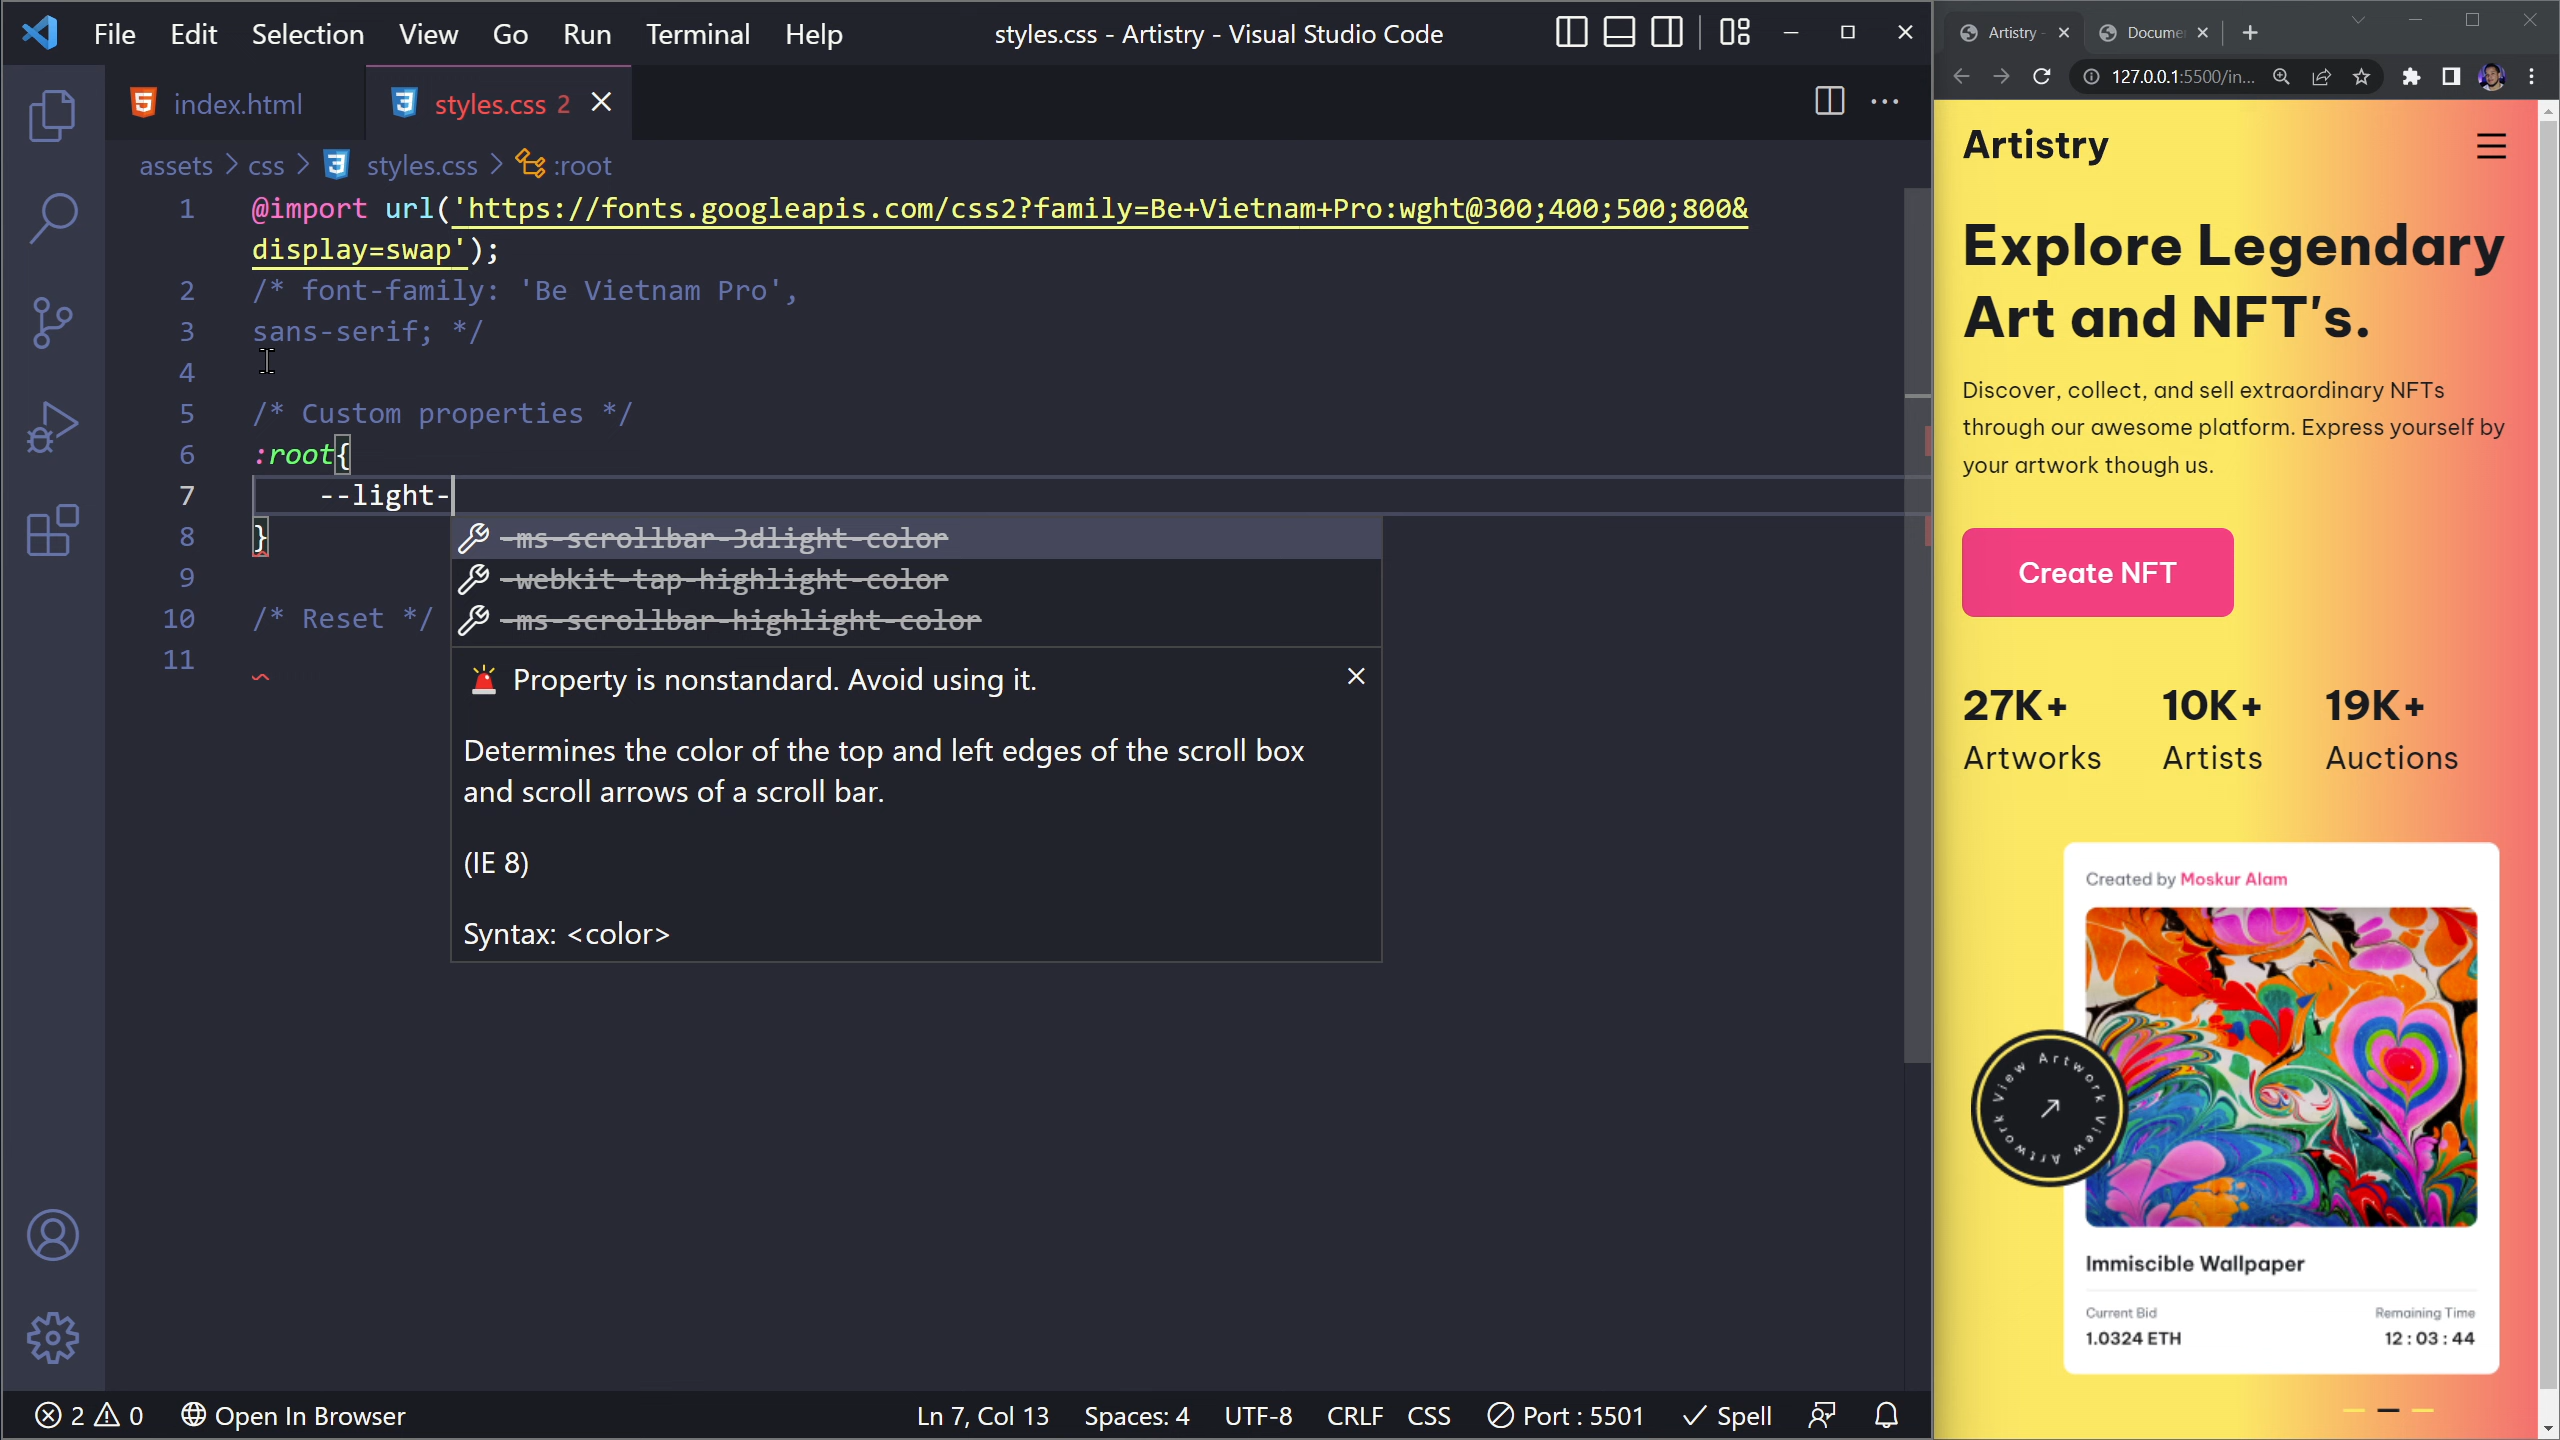 File Edit Selection View Go Run Terminal Help
styles.css - Artistry - Visual Studio Code
index.html
styles.css 2
assets > css > styles.css > :root
1 @import url('https://fonts.googleapis.com/css2?family=Be+Vietnam+Pro:wght@300;400;500;800&
display=swap');
2 /* font-family: 'Be Vietnam Pro',
3 sans-serif; */
4
5 /* Custom properties */
6 :root{
7 --light-
8 }
9
10 /* Reset */
11
-ms-scrollbar-3dlight-color
-webkit-tap-highlight-color
-ms-scrollbar-highlight-color
Property is nonstandard. Avoid using it.
Determines the color of the top and left edges of the scroll box
and scroll arrows of a scroll bar.
(IE 8)
Syntax: <color>
2 0 Open In Browser
Ln 7, Col 13 Spaces: 4 UTF-8 CRLF CSS Port : 5501 Spell
Artistry Docume
127.0.0.1:5500/in...
Artistry
Explore Legendary
Art and NFT's.
Discover, collect, and sell extraordinary NFTs
through our awesome platform. Express yourself by
your artwork though us.
Create NFT
27K+ 10K+ 19K+
Artworks Artists Auctions
Created by Moskur Alam
View Artwork View Artwork
Immiscible Wallpaper
Current Bid Remaining Time
1.0324 ETH 12 : 03 : 44